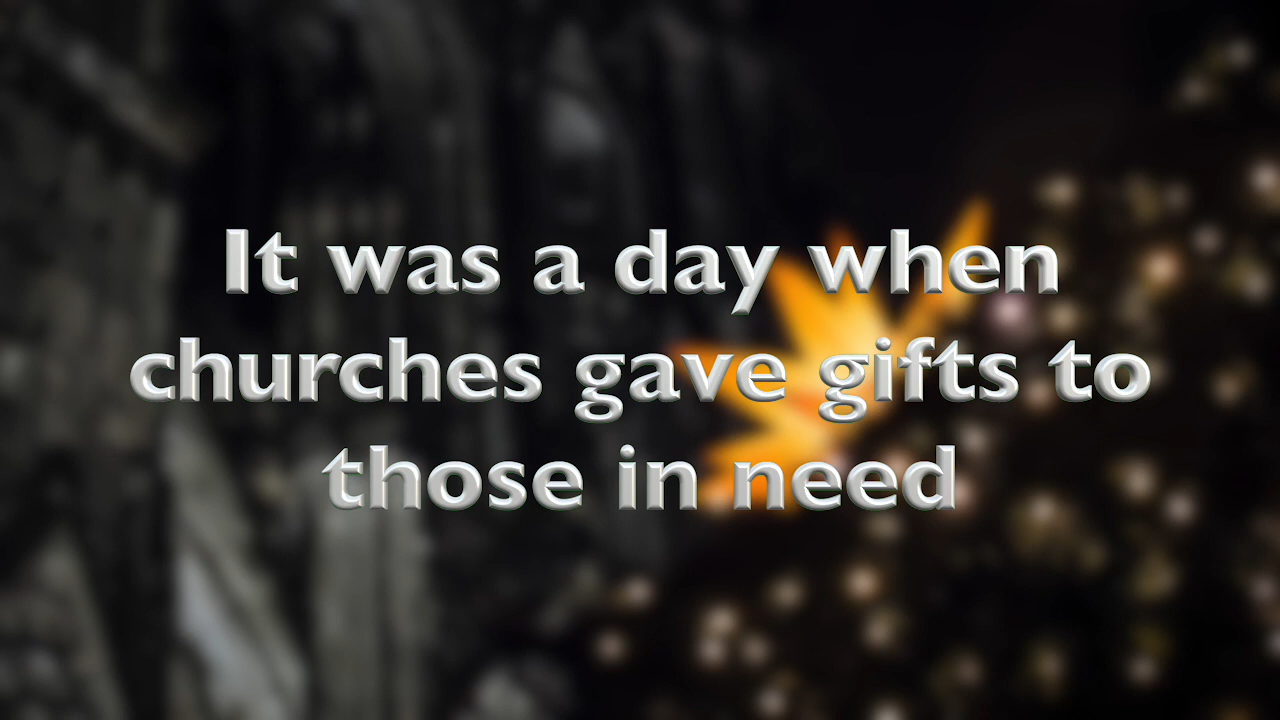 It was a day when
churches gave gifts to
those in need